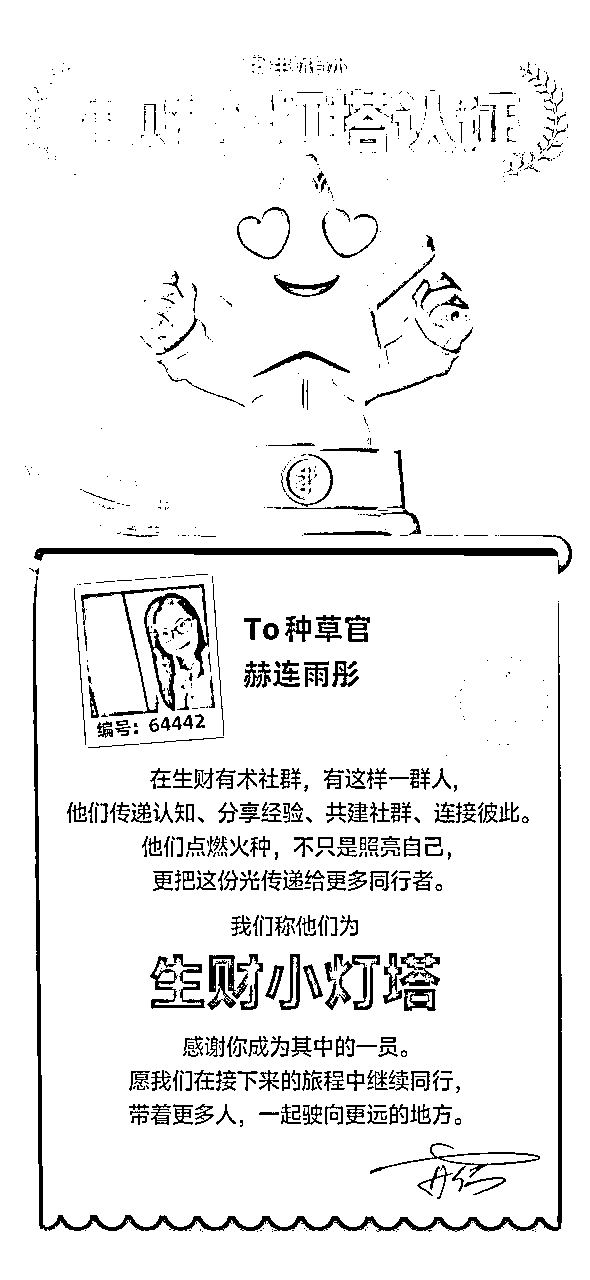 生财小灯塔认证
To 种草官
赫连雨彤
编号：64442
在生财有术社群，有这样一群人，
他们传递认知、分享经验、共建社群、连接彼此。
他们点燃火种，不只是照亮自己，
更把这份光传递给更多同行者。
我们称他们为
生财小灯塔
感谢你成为其中的一员。
愿我们在接下来的旅程中继续同行，
带着更多人，一起驶向更远的地方。